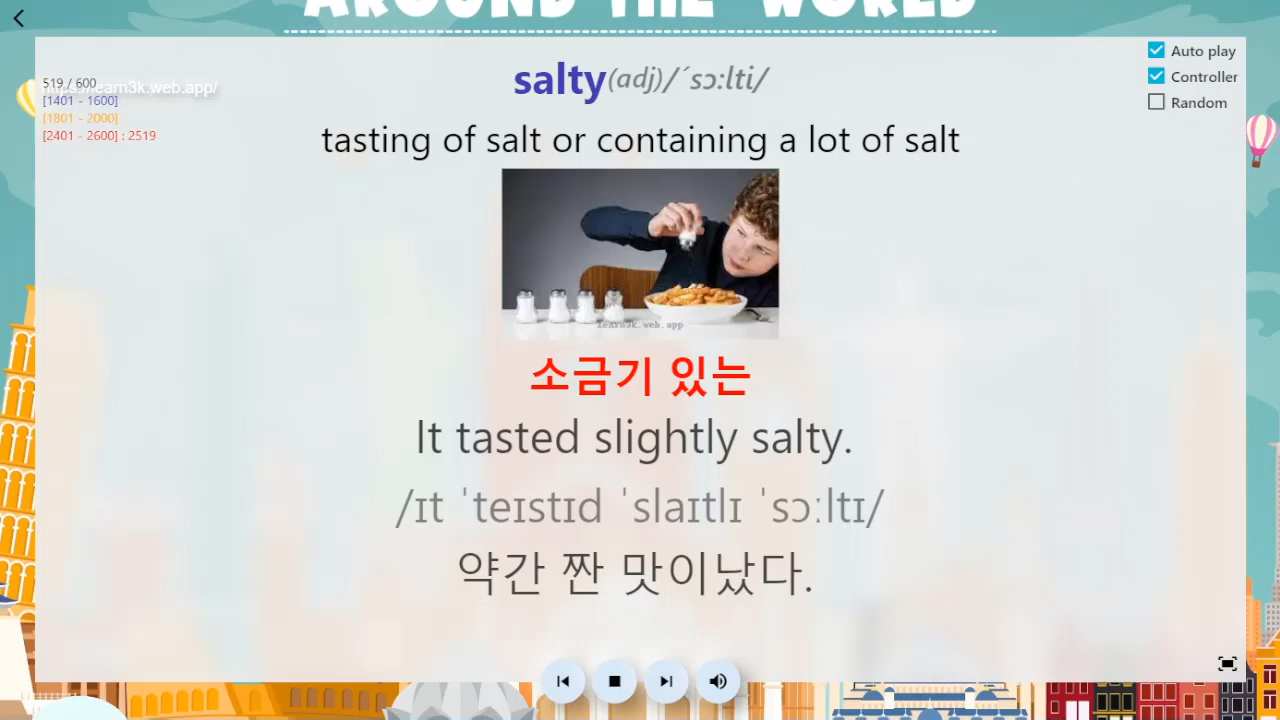 AROUND THE WORLD
519 / 600
https://learn3k.web.app/
[1401 - 1600]
[1801 - 2000]
[2401 - 2600] : 2519
Auto play
Controller
Random
salty(adj)/ˊsɔ:lti/
tasting of salt or containing a lot of salt
learn3k.web.app
소금기 있는
It tasted slightly salty.
/ɪt ˈteɪstɪd ˈslaɪtlɪ ˈsɔːltɪ/
약간 짠 맛이났다.